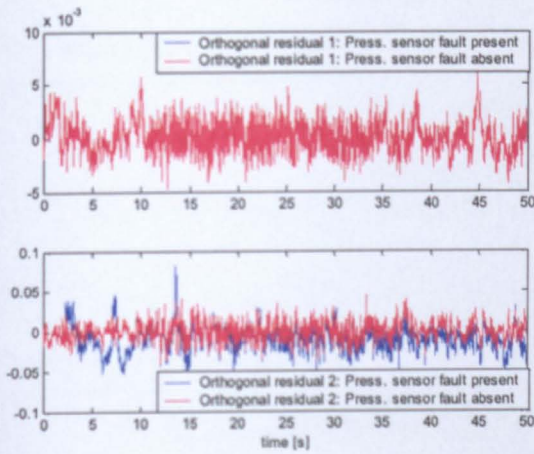 x 10^-3
10
Orthogonal residual 1: Press. sensor fault present
Orthogonal residual 1: Press. sensor fault absent
5
0
-5
0 5 10 15 20 25 30 35 40 45 50
0.1
0.05
0
-0.05
Orthogonal residual 2: Press. sensor fault present
Orthogonal residual 2: Press. sensor fault absent
-0.1
0 5 10 15 20 25 30 35 40 45 50
time [s]